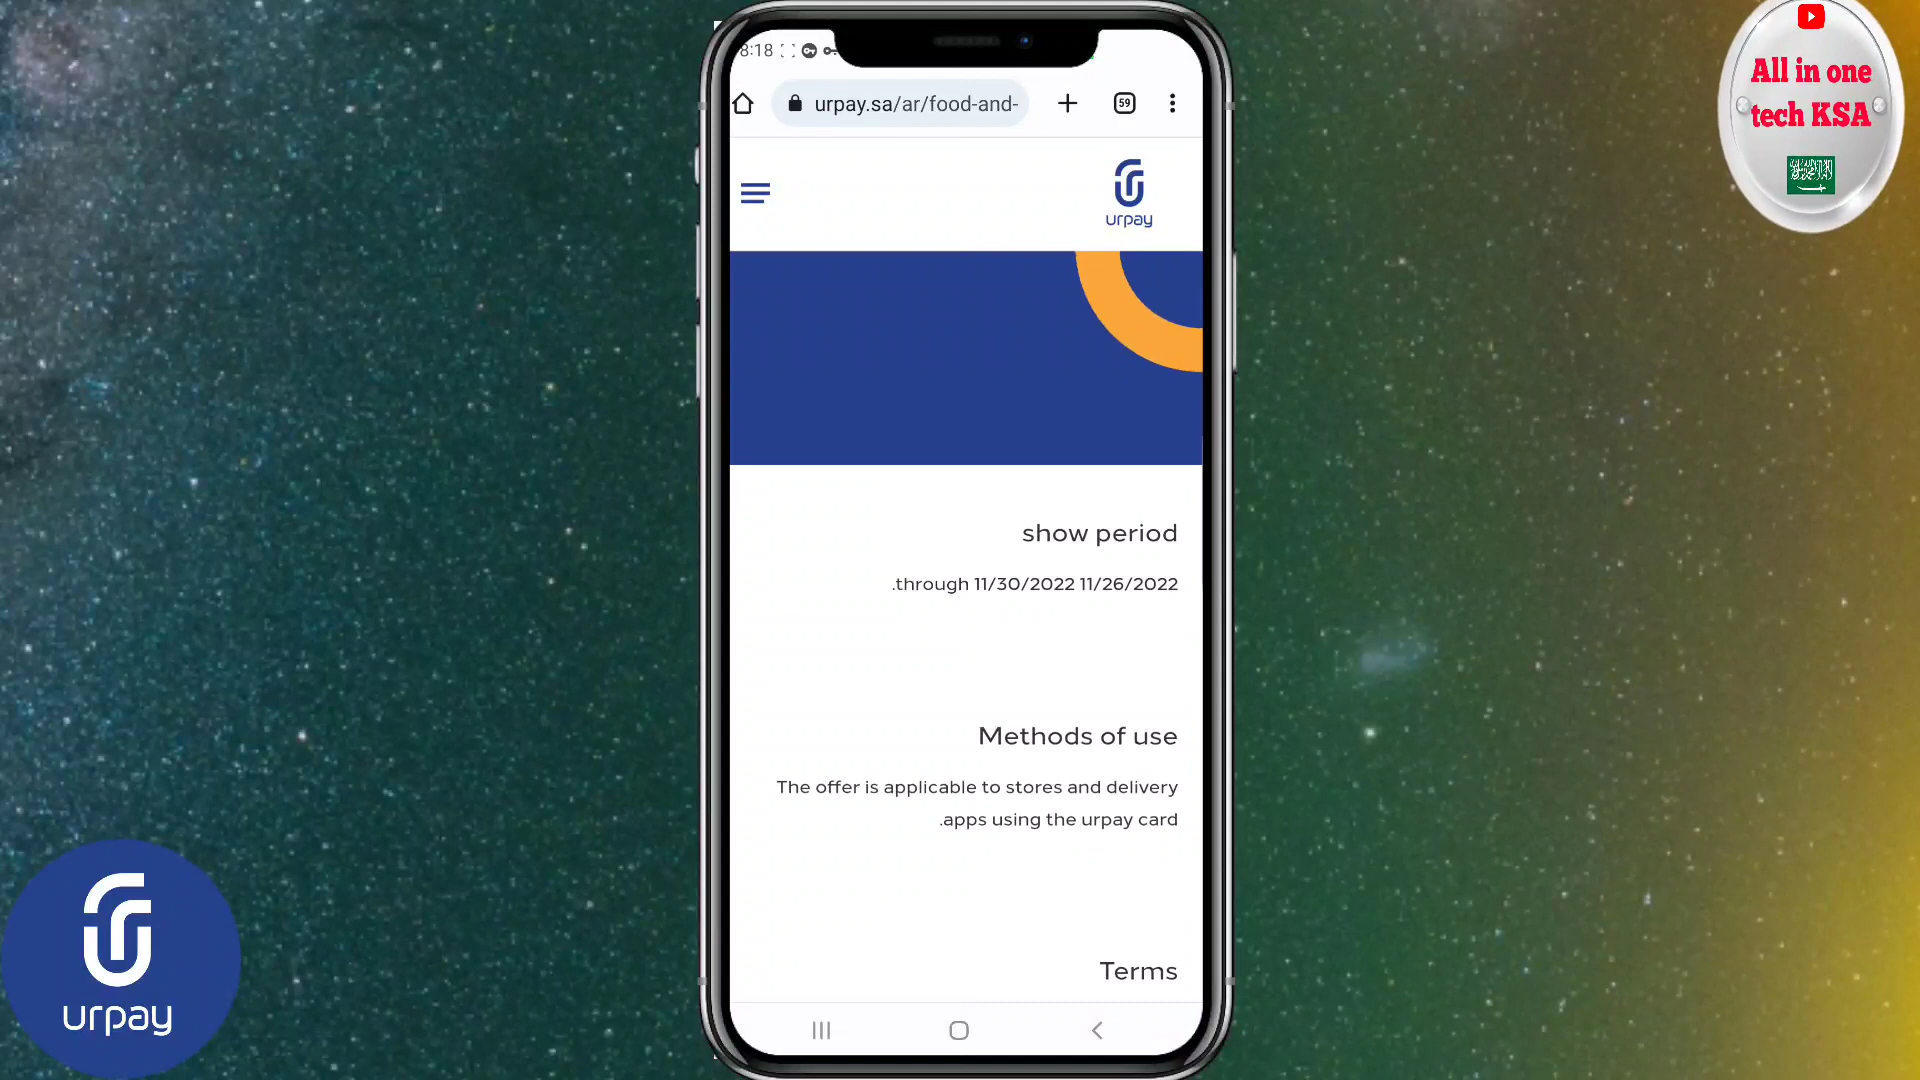 8:18
urpay.sa/ar/food-and-
59
urpay
show period
.through 11/30/2022 11/26/2022
Methods of use
The offer is applicable to stores and delivery
.apps using the urpay card
Terms
All in one
tech KSA
urpay